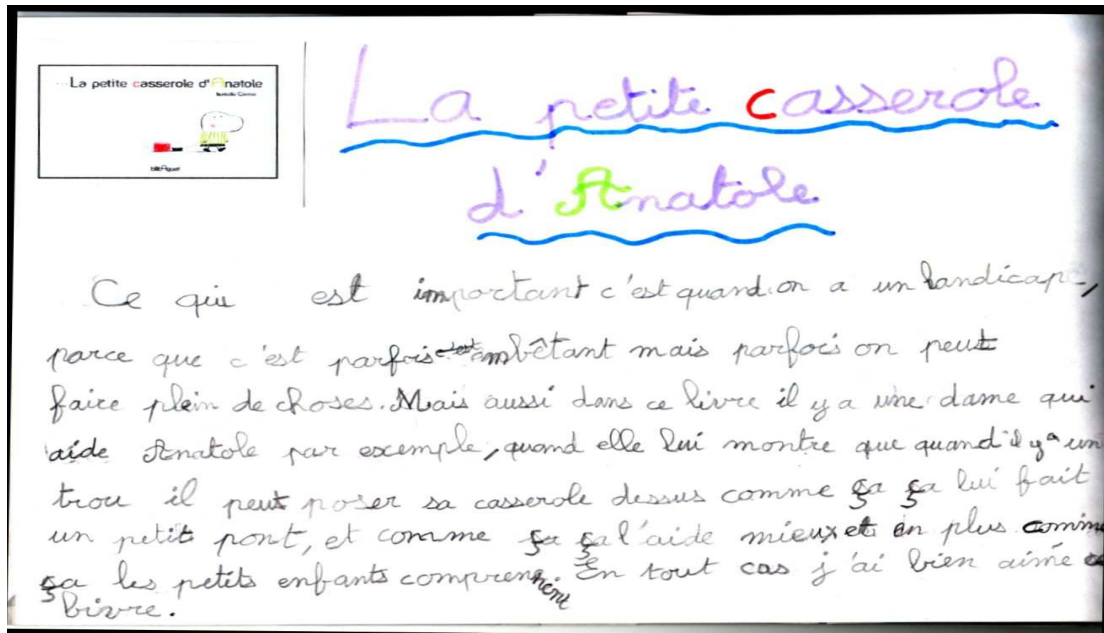 La petite casserole d'Anatole
Isabelle Carrier
bilboquet
La petite casserole
d'Anatole
Ce qui est important c'est quand on a un handicap,
parce que c'est parfois embêtant mais parfois on peut
faire plein de choses. Mais aussi dans ce livre il y a une dame qui
aide Anatole par exemple, quand elle lui montre que quand il y a un
trou il peut poser sa casserole dessus comme ça ça lui fait
un petit pont, et comme ça ça l'aide mieux et en plus comme
ça les petits enfants comprennent. En tout cas j'ai bien aimé ce
livre.